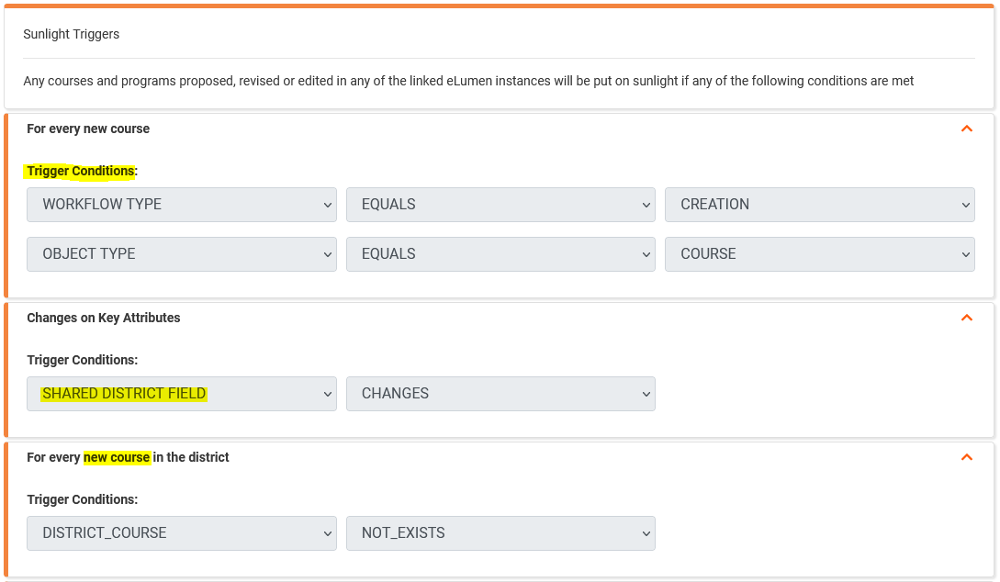 Sunlight Triggers
Any courses and programs proposed, revised or edited in any of the linked eLumen instances will be put on sunlight if any of the following conditions are met
For every new course
Trigger Conditions:
WORKFLOW TYPE EQUALS CREATION
OBJECT TYPE EQUALS COURSE
Changes on Key Attributes
Trigger Conditions:
SHARED DISTRICT FIELD CHANGES
For every new course in the district
Trigger Conditions:
DISTRICT_COURSE NOT_EXISTS